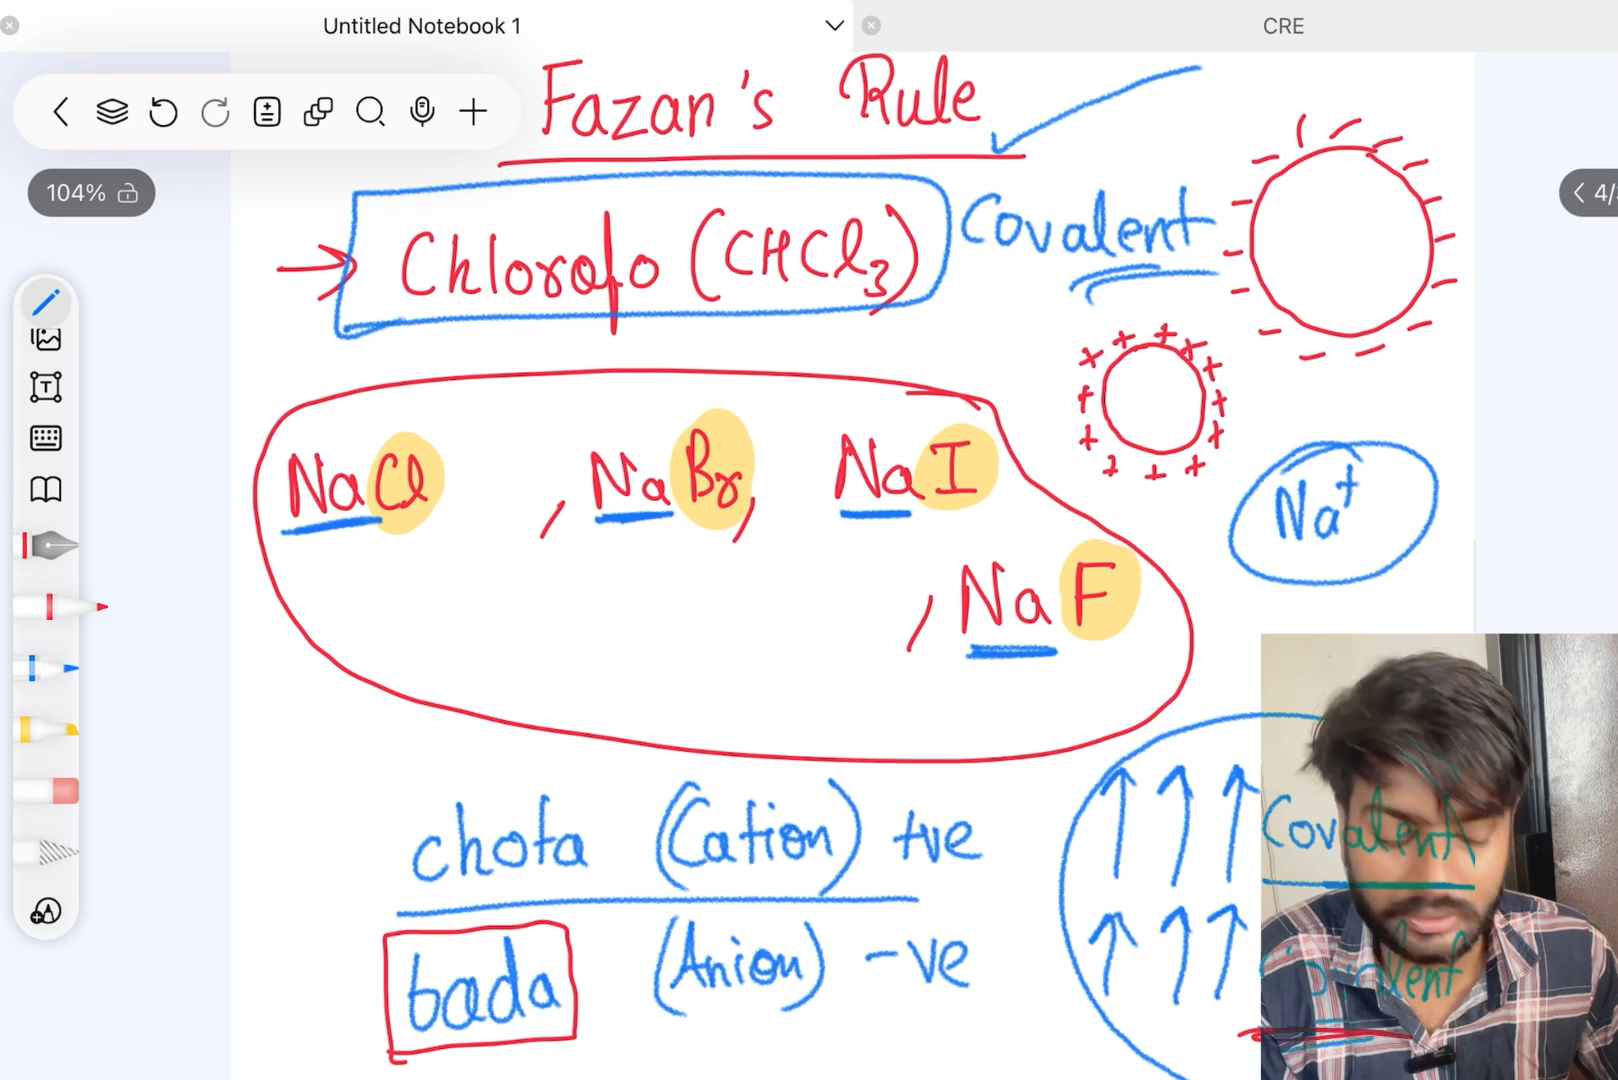 Untitled Notebook 1
CRE
104%
4/
Fazan's Rule
→ Chlorofo (CHCl3) Covalent
NaCl , NaBr, NaI
, NaF
Na+
chota (Cation) +ve
bada (Anion) -ve
↑ ↑ ↑ Covalent
↑ ↑ ↑